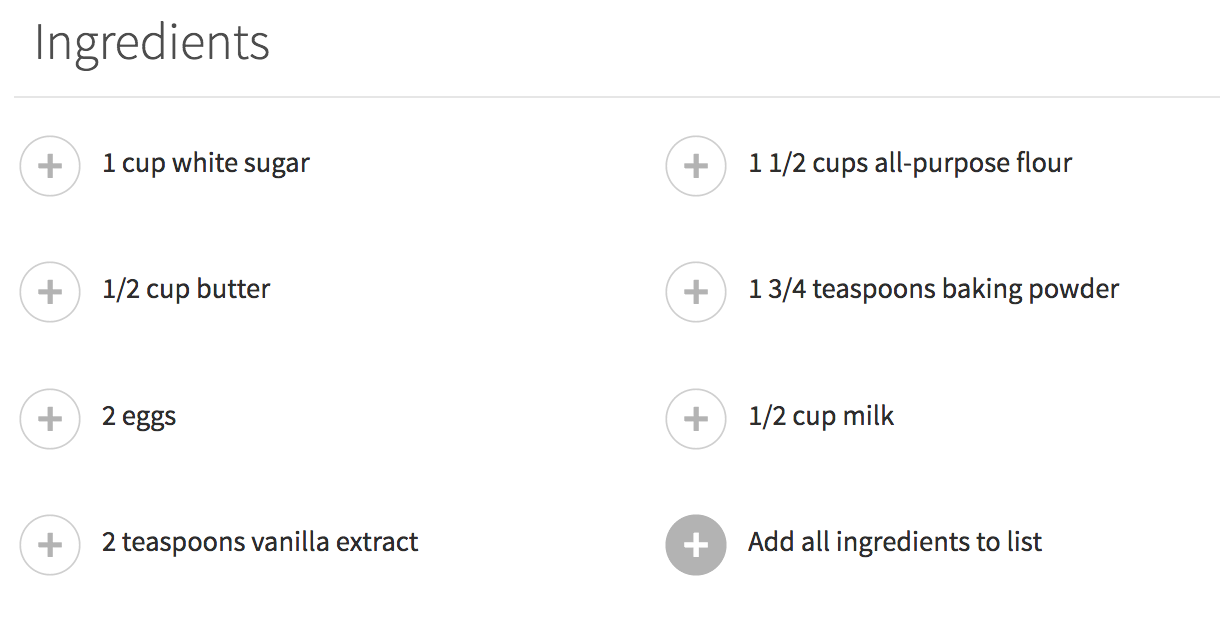 Ingredients
1 cup white sugar
1/2 cup butter
2 eggs
2 teaspoons vanilla extract
1 1/2 cups all-purpose flour
1 3/4 teaspoons baking powder
1/2 cup milk
Add all ingredients to list